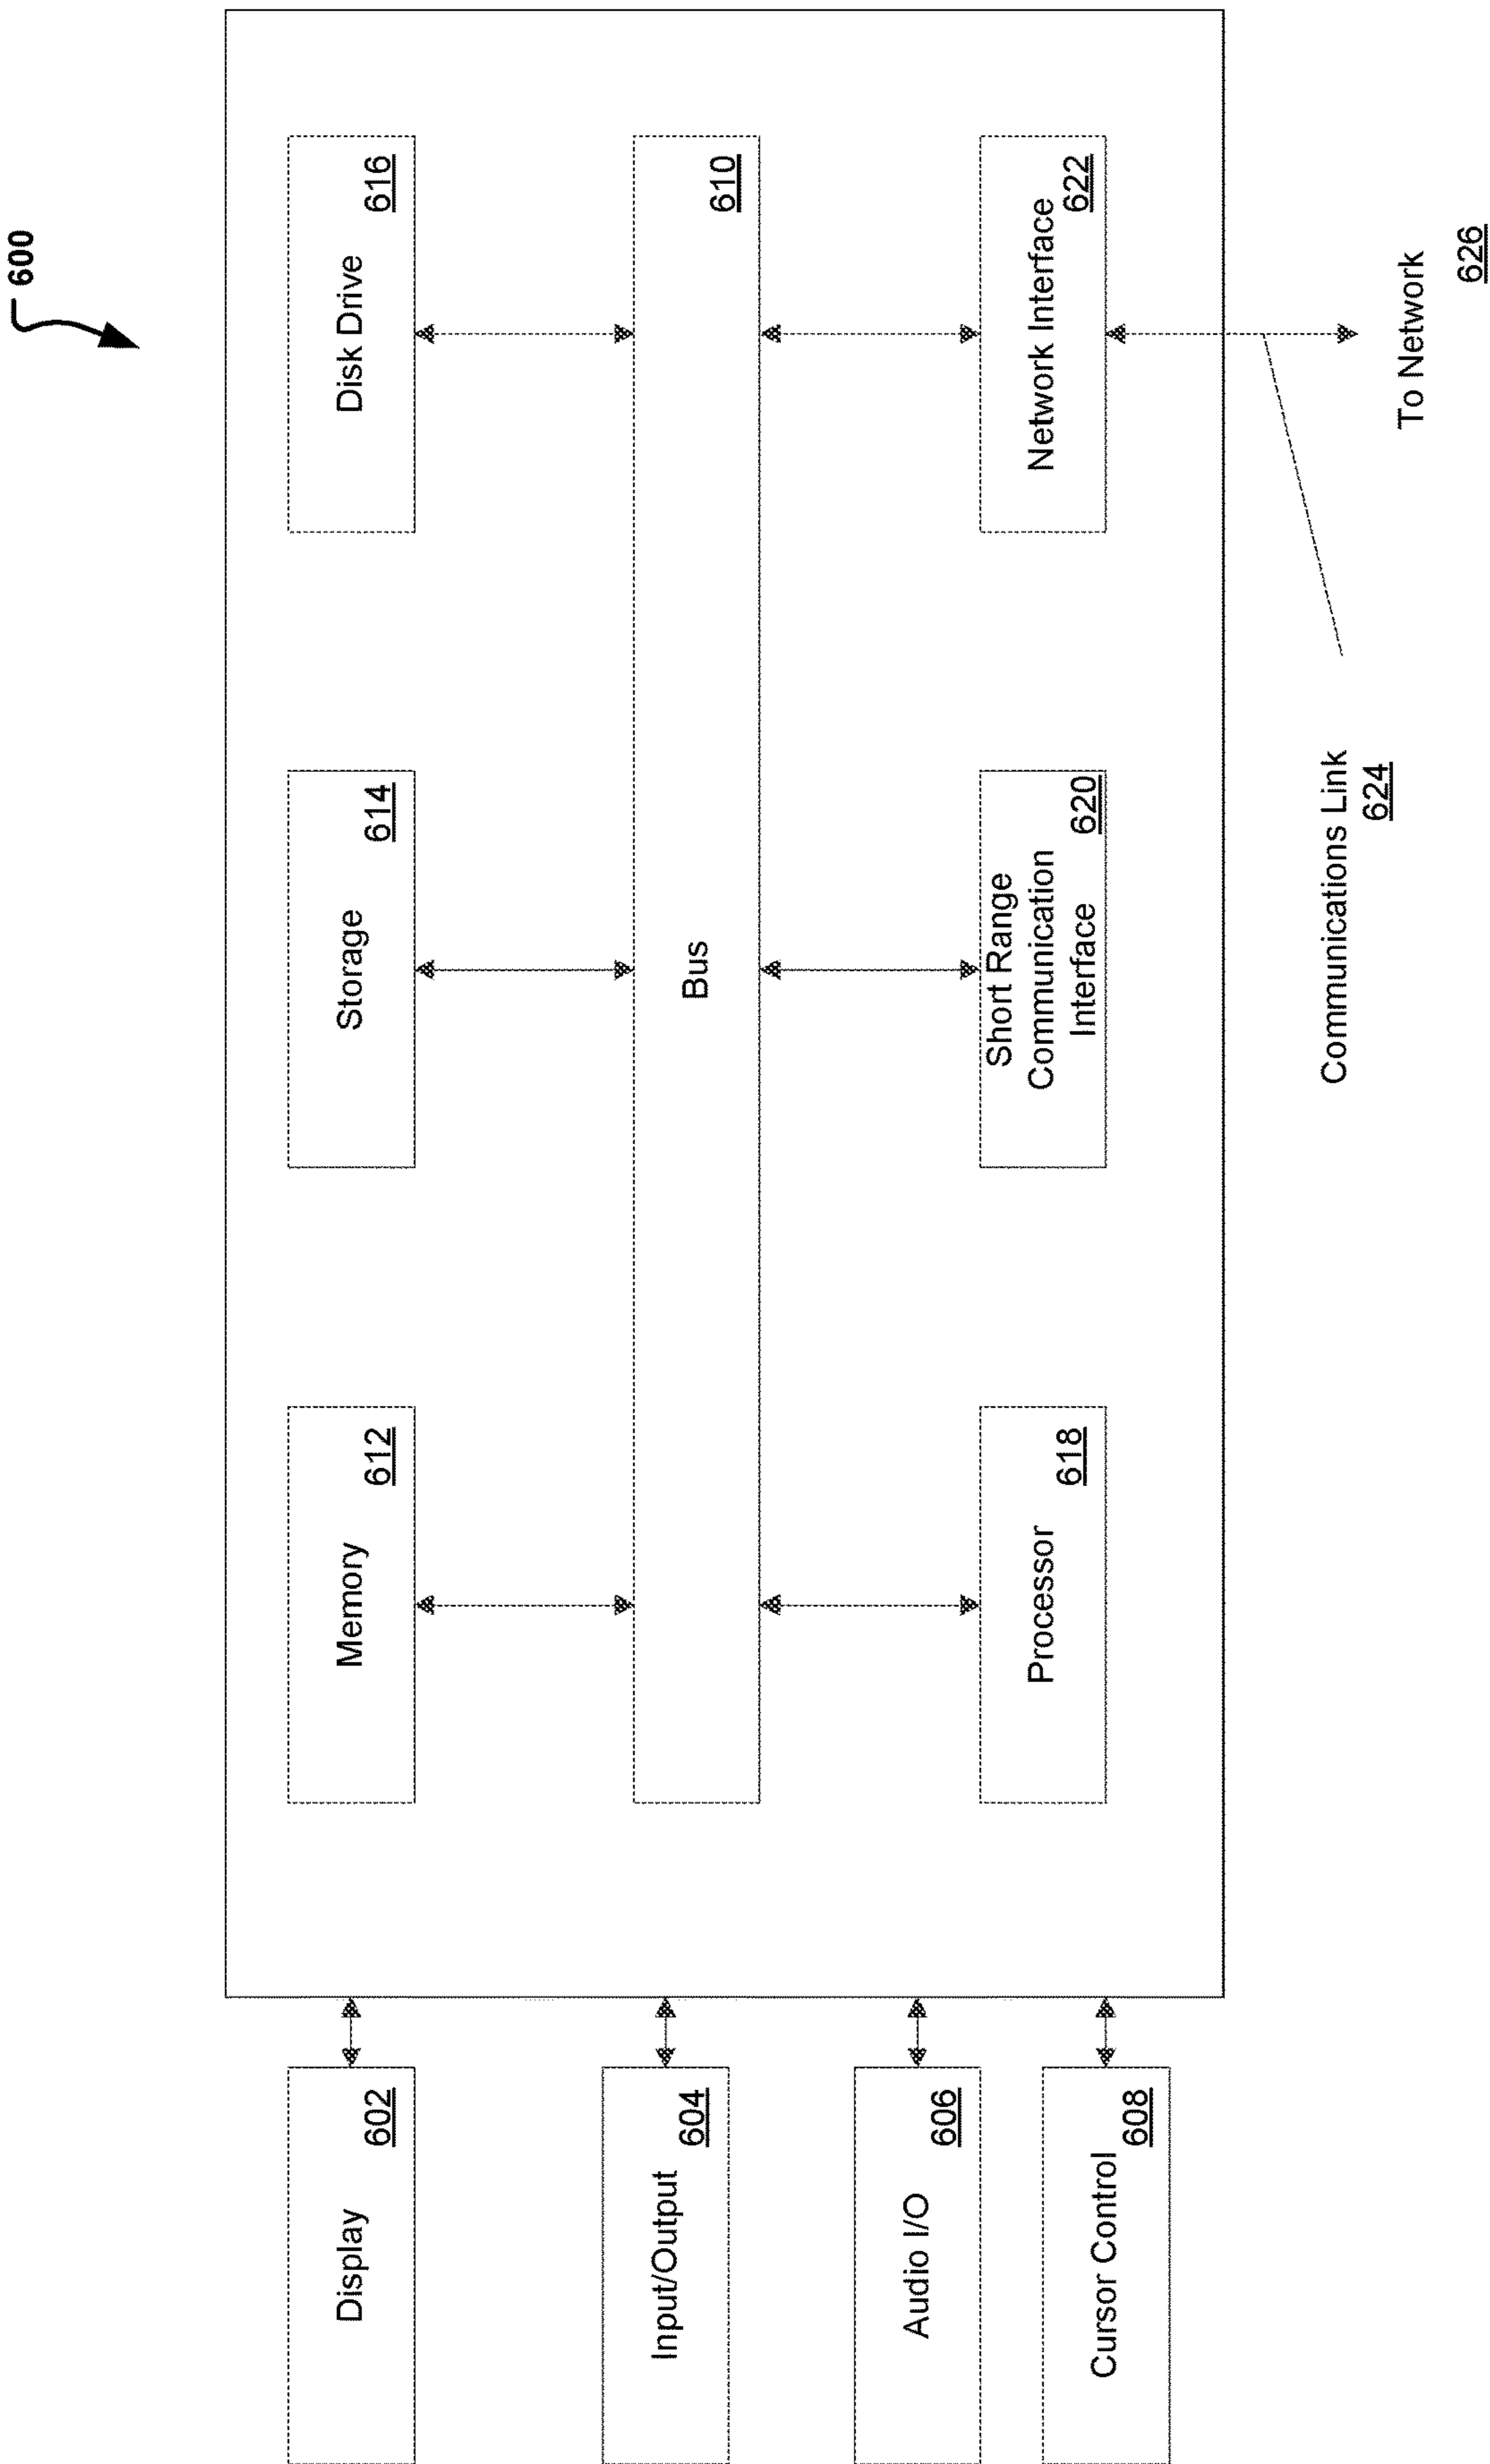 600
Display
602
Input/Output
604
Audio I/O
606
Cursor Control
608
Memory
612
Storage
614
Disk Drive
616
Bus
610
Processor
618
Short Range
Communication
Interface
620
Network Interface
622
Communications Link
624
To Network
626